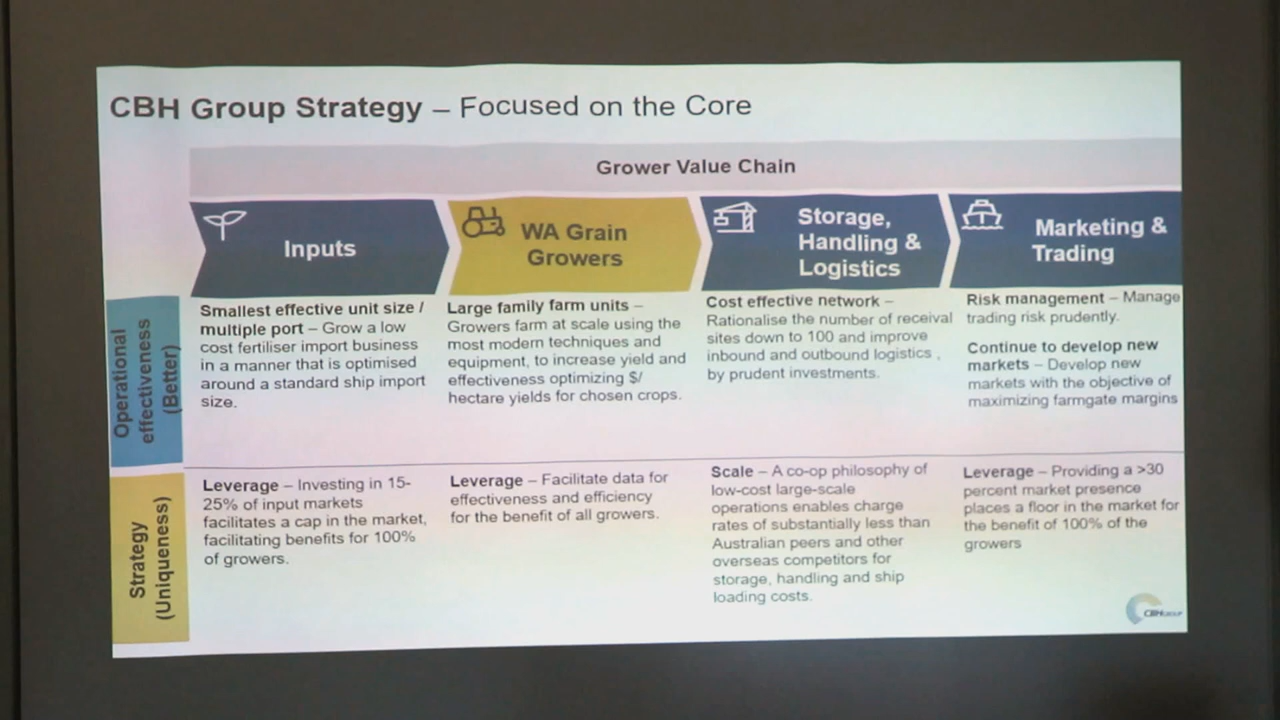 CBH Group Strategy – Focused on the Core
Grower Value Chain
Inputs
WA Grain
Growers
Storage,
Handling &
Logistics
Marketing &
Trading
Operational
effectiveness
(Better)
Smallest effective unit size /
multiple port – Grow a low
cost fertiliser import business
in a manner that is optimised
around a standard ship import
size.
Large family farm units –
Growers farm at scale using the
most modern techniques and
equipment, to increase yield and
effectiveness optimizing $/
hectare yields for chosen crops.
Cost effective network –
Rationalise the number of receival
sites down to 100 and improve
inbound and outbound logistics ,
by prudent investments.
Risk management – Manage
trading risk prudently.
Continue to develop new
markets – Develop new
markets with the objective of
maximizing farmgate margins
Strategy
(Uniqueness)
Leverage – Investing in 15-
25% of input markets
facilitates a cap in the market,
facilitating benefits for 100%
of growers.
Leverage – Facilitate data for
effectiveness and efficiency
for the benefit of all growers.
Scale – A co-op philosophy of
low-cost large-scale
operations enables charge
rates of substantially less than
Australian peers and other
overseas competitors for
storage, handling and ship
loading costs.
Leverage – Providing a >30
percent market presence
places a floor in the market for
the benefit of 100% of the
growers
CBH GROUP